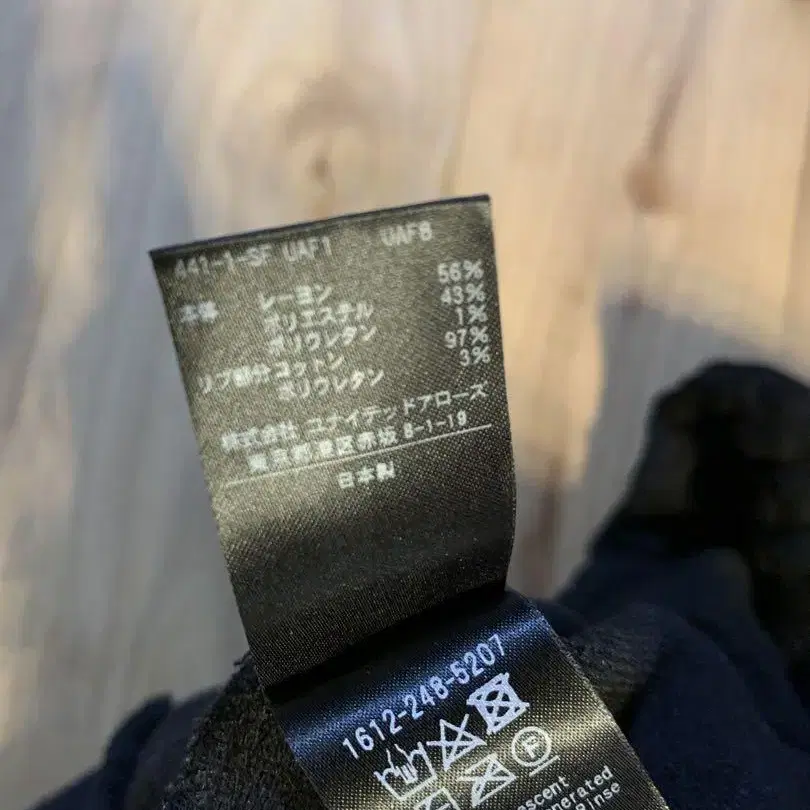 441-1-SF UAF1 UAF8
本体 レーヨン 56%
ポリエステル 43%
ポリウレタン 1%
リブ部分 コットン 97%
ポリウレタン 3%
株式会社 ユナイテッドアローズ
東京都港区赤坂 8-1-19
日本製
1612-248-5207
P
escent
generated
ense